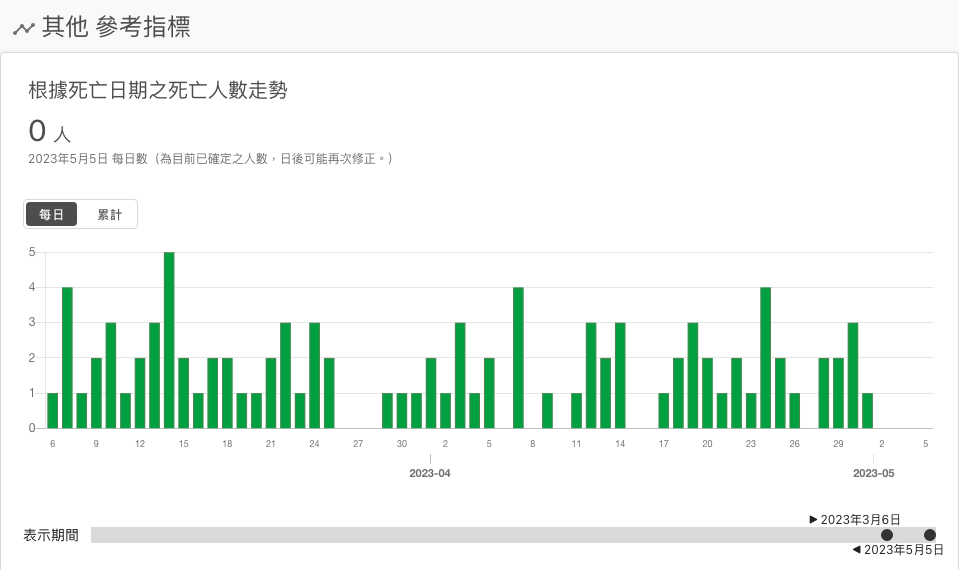 其他 參考指標
根據死亡日期之死亡人數走勢
0 人
2023年5月5日 每日數（為目前已確定之人數，日後可能再次修正。）
每日 累計
5
4
3
2
1
0
6 9 12 15 18 21 24 27 30 2 5 8 11 14 17 20 23 26 29 2 5
2023-04 2023-05
▶ 2023年3月6日
表示期間
◀ 2023年5月5日